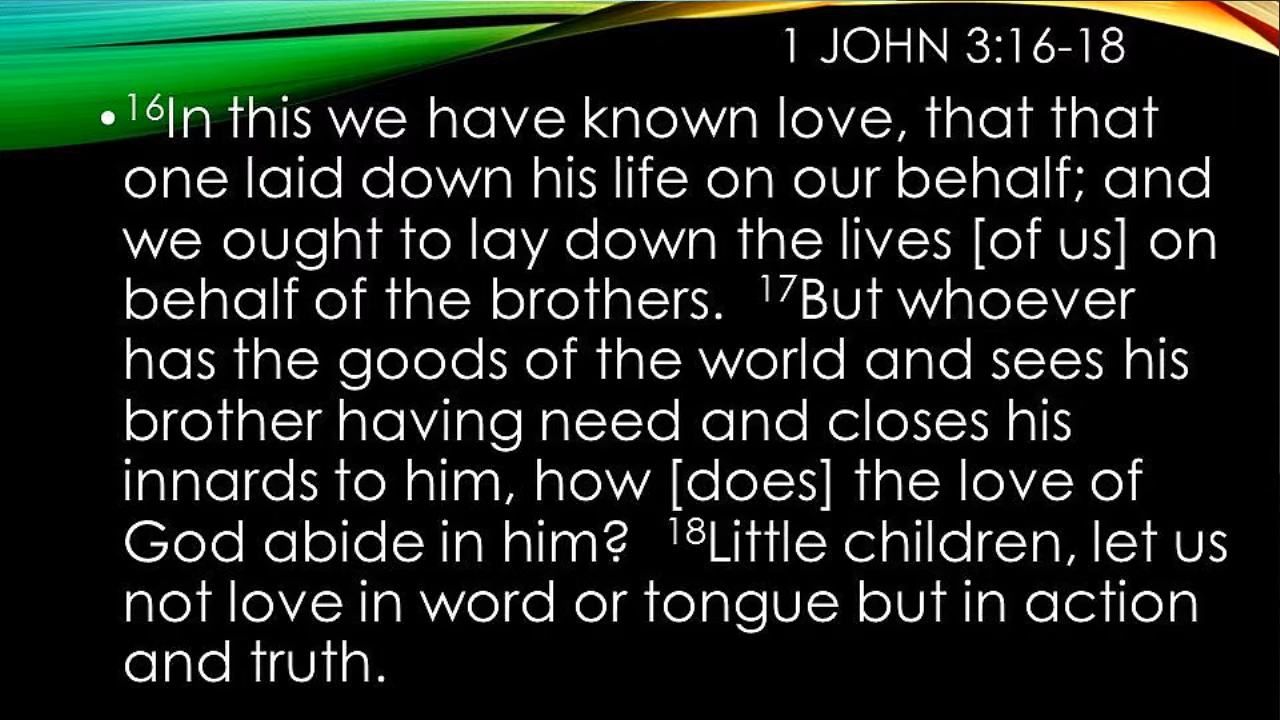 1 JOHN 3:16-18
• ¹⁶In this we have known love, that that
one laid down his life on our behalf; and
we ought to lay down the lives [of us] on
behalf of the brothers. ¹⁷But whoever
has the goods of the world and sees his
brother having need and closes his
innards to him, how [does] the love of
God abide in him? ¹⁸Little children, let us
not love in word or tongue but in action
and truth.